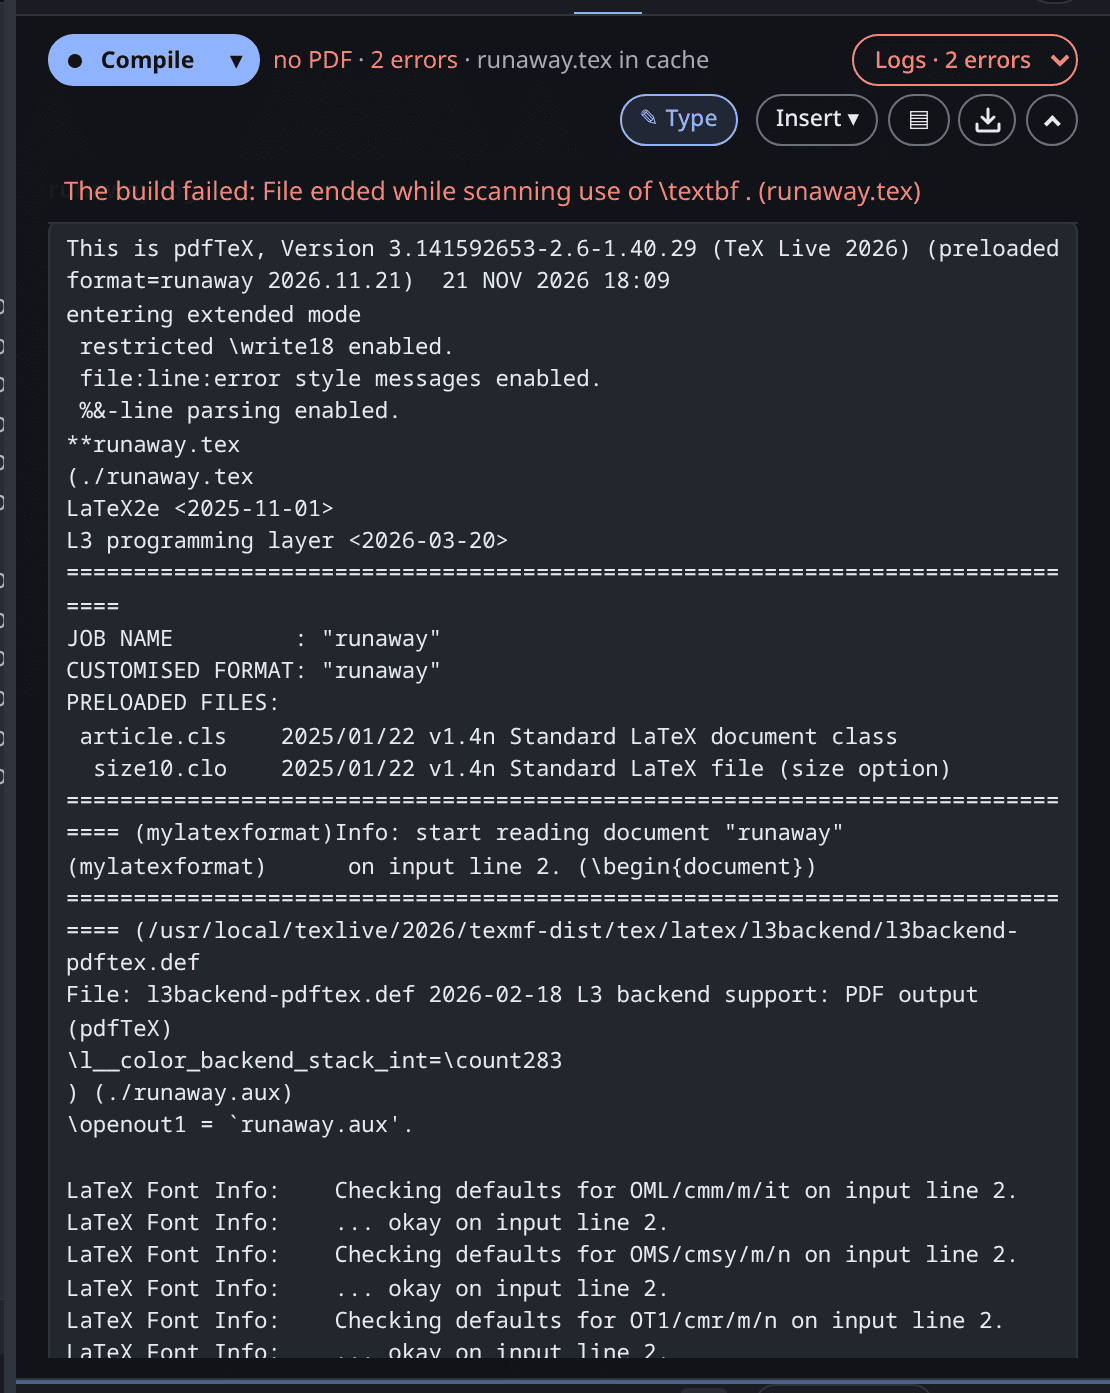 Compile ▾ no PDF · 2 errors · runaway.tex in cache Logs · 2 errors
✎ Type Insert ▾
The build failed: File ended while scanning use of \textbf . (runaway.tex)
This is pdfTeX, Version 3.141592653-2.6-1.40.29 (TeX Live 2026) (preloaded
format=runaway 2026.11.21)  21 NOV 2026 18:09
entering extended mode
 restricted \write18 enabled.
 file:line:error style messages enabled.
 %&-line parsing enabled.
**runaway.tex
(./runaway.tex
LaTeX2e <2025-11-01>
L3 programming layer <2026-03-20>
==========================================================================
====
JOB NAME         : "runaway"
CUSTOMISED FORMAT: "runaway"
PRELOADED FILES:
 article.cls    2025/01/22 v1.4n Standard LaTeX document class
  size10.clo    2025/01/22 v1.4n Standard LaTeX file (size option)
==========================================================================
==== (mylatexformat)Info: start reading document "runaway"
(mylatexformat)      on input line 2. (\begin{document})
==========================================================================
==== (/usr/local/texlive/2026/texmf-dist/tex/latex/l3backend/l3backend-
pdftex.def
File: l3backend-pdftex.def 2026-02-18 L3 backend support: PDF output
(pdfTeX)
\l__color_backend_stack_int=\count283
) (./runaway.aux)
\openout1 = `runaway.aux'.

LaTeX Font Info:    Checking defaults for OML/cmm/m/it on input line 2.
LaTeX Font Info:    ... okay on input line 2.
LaTeX Font Info:    Checking defaults for OMS/cmsy/m/n on input line 2.
LaTeX Font Info:    ... okay on input line 2.
LaTeX Font Info:    Checking defaults for OT1/cmr/m/n on input line 2.
LaTeX Font Info:    ... okay on input line 2.